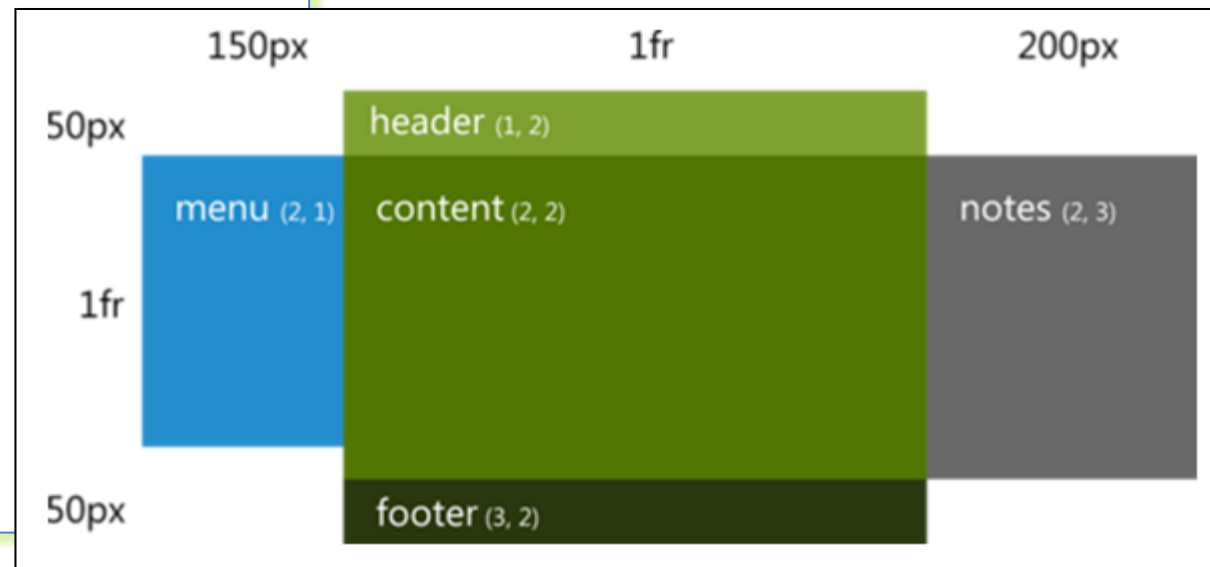 150px 1fr 200px
50px header (1, 2)
menu (2, 1) content (2, 2) notes (2, 3)
1fr
50px footer (3, 2)